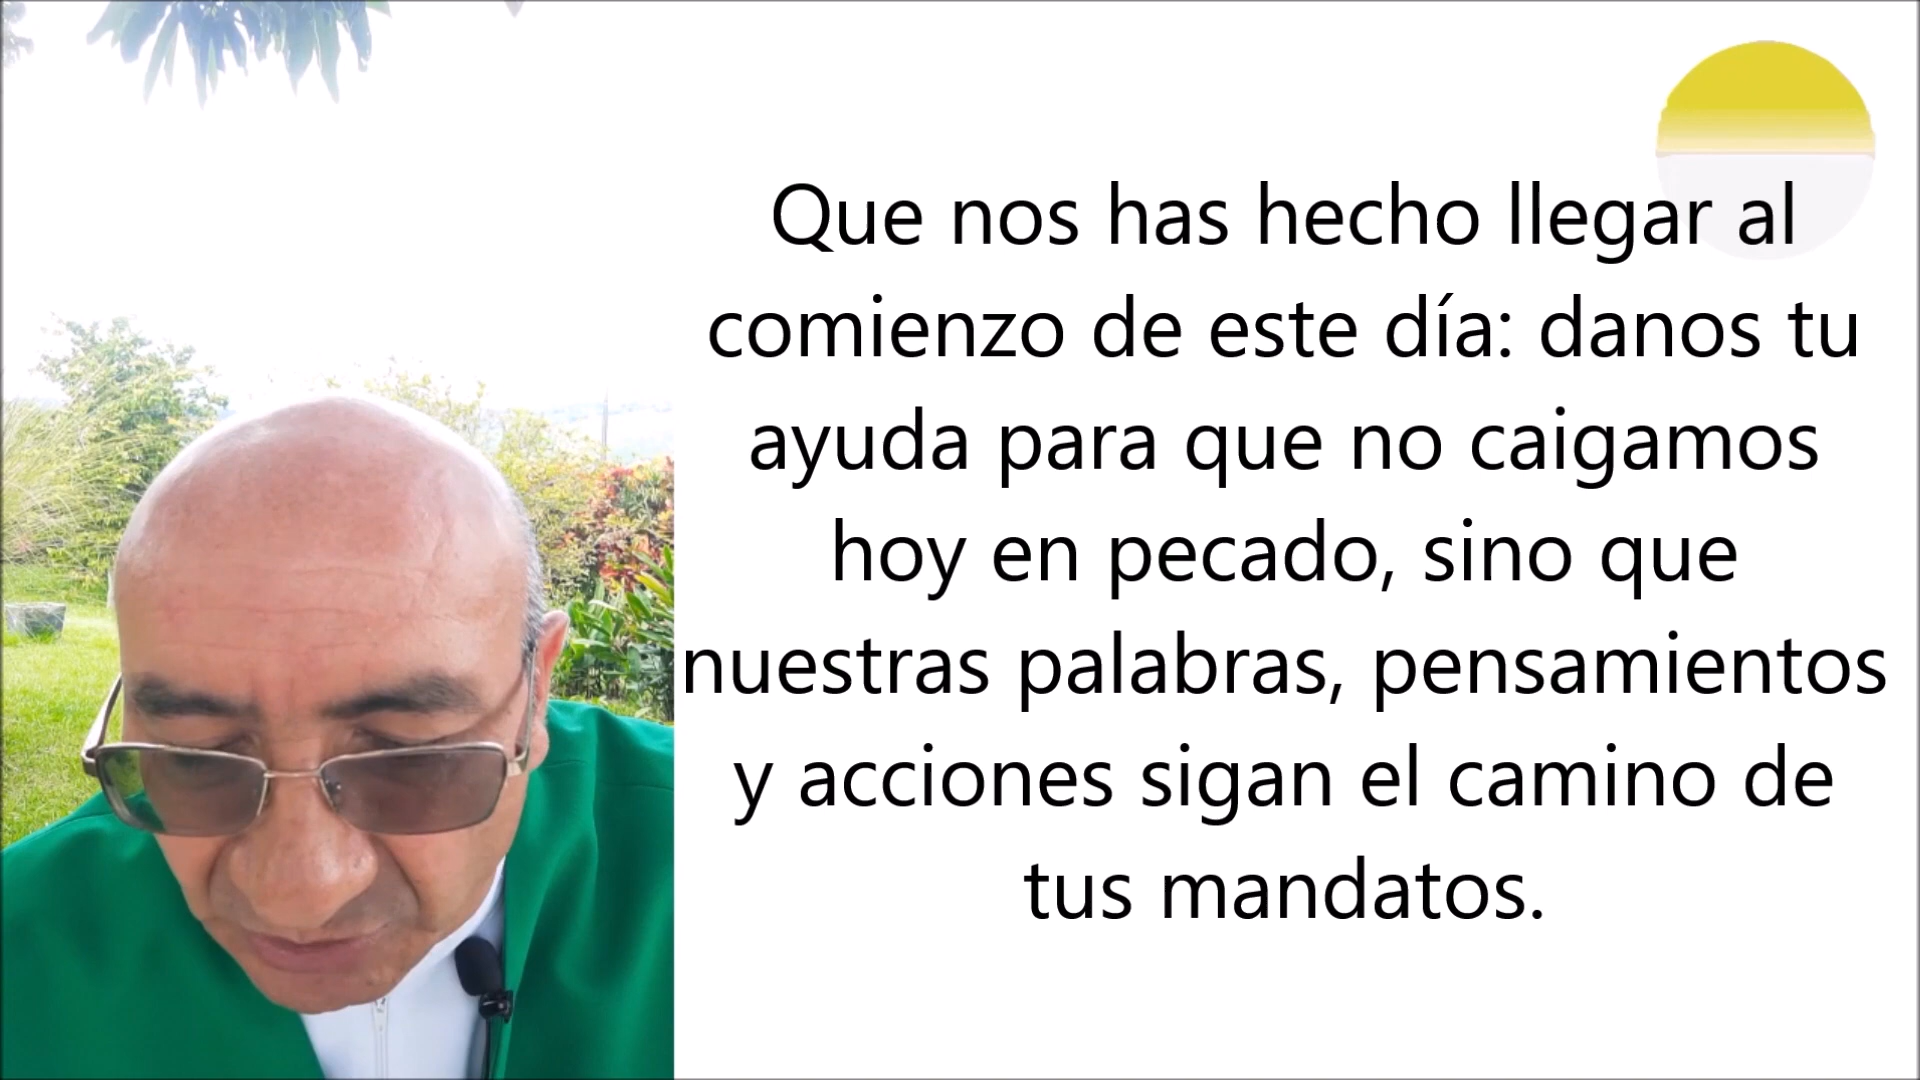 Que nos has hecho llegar al
comienzo de este día: danos tu
ayuda para que no caigamos
hoy en pecado, sino que
nuestras palabras, pensamientos
y acciones sigan el camino de
tus mandatos.